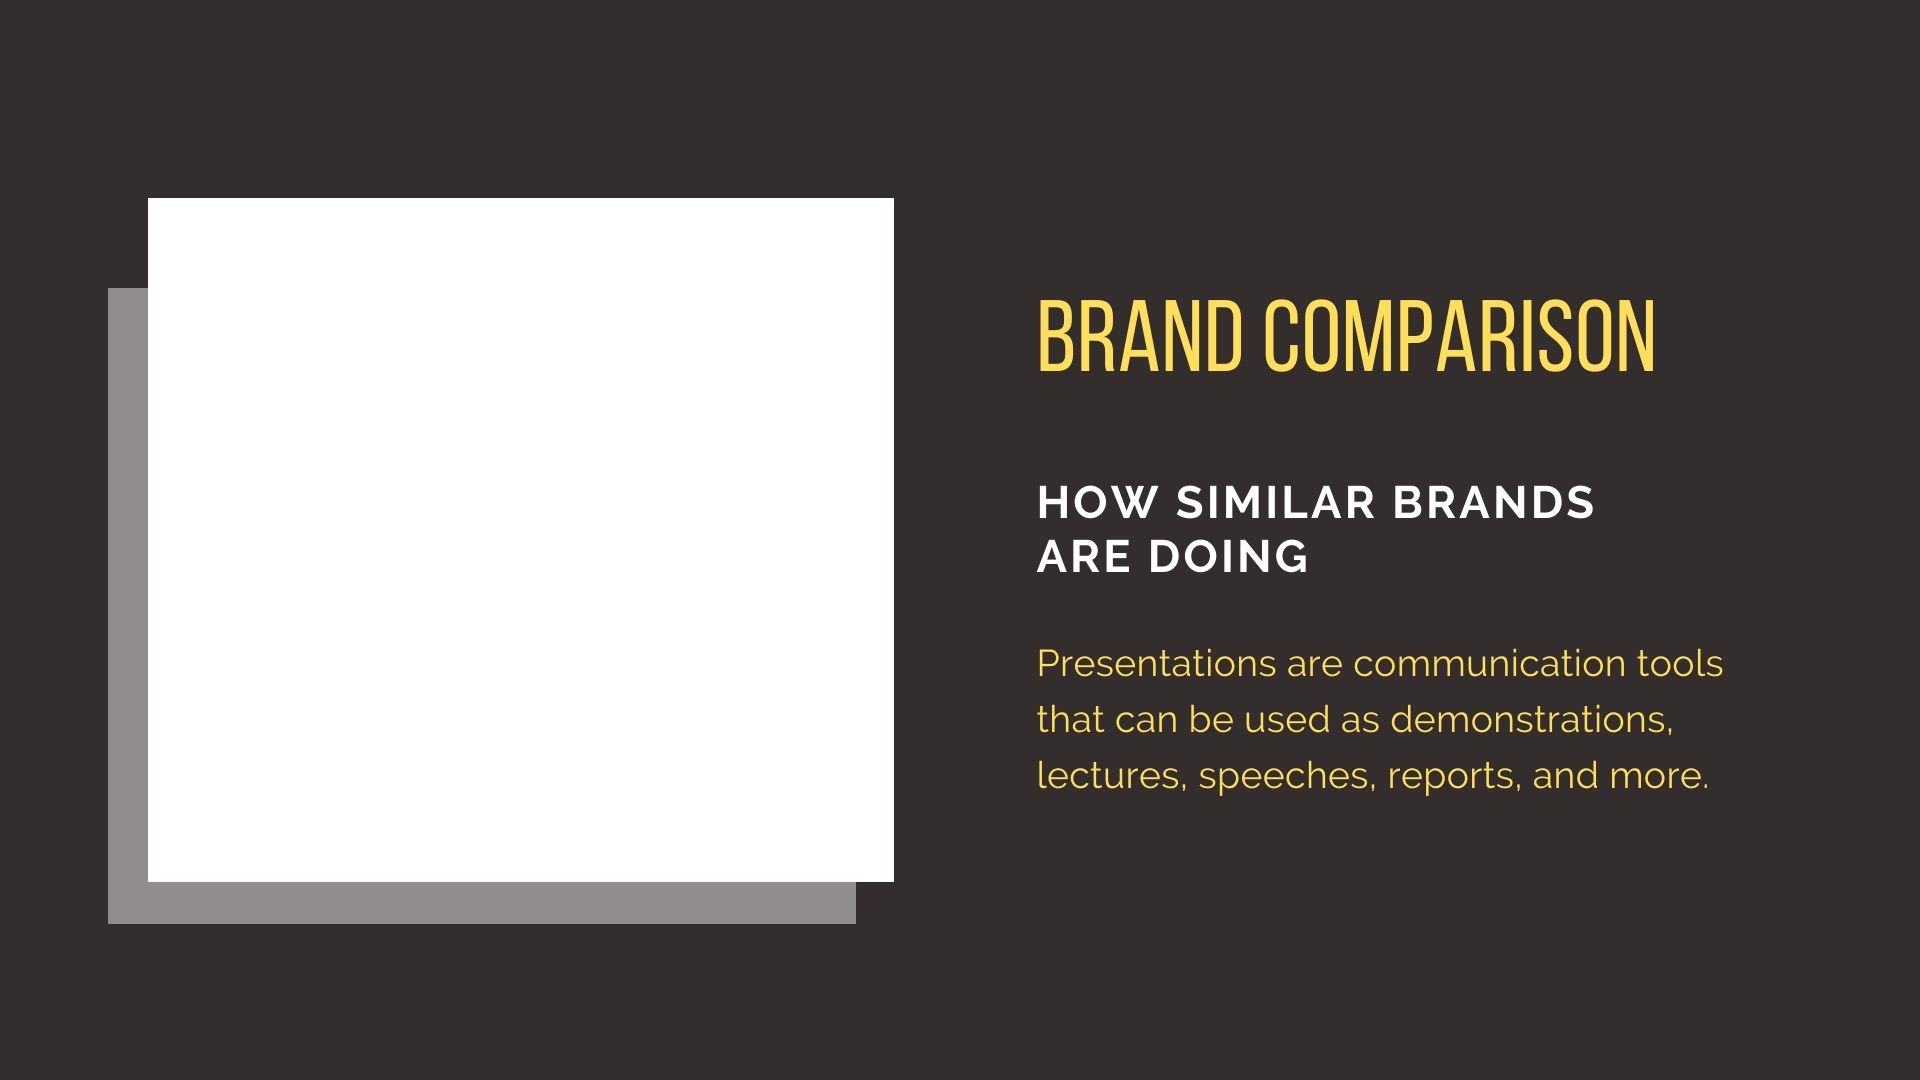 BRAND COMPARISON
HOW SIMILAR BRANDS
ARE DOING
Presentations are communication tools
that can be used as demonstrations,
lectures, speeches, reports, and more.